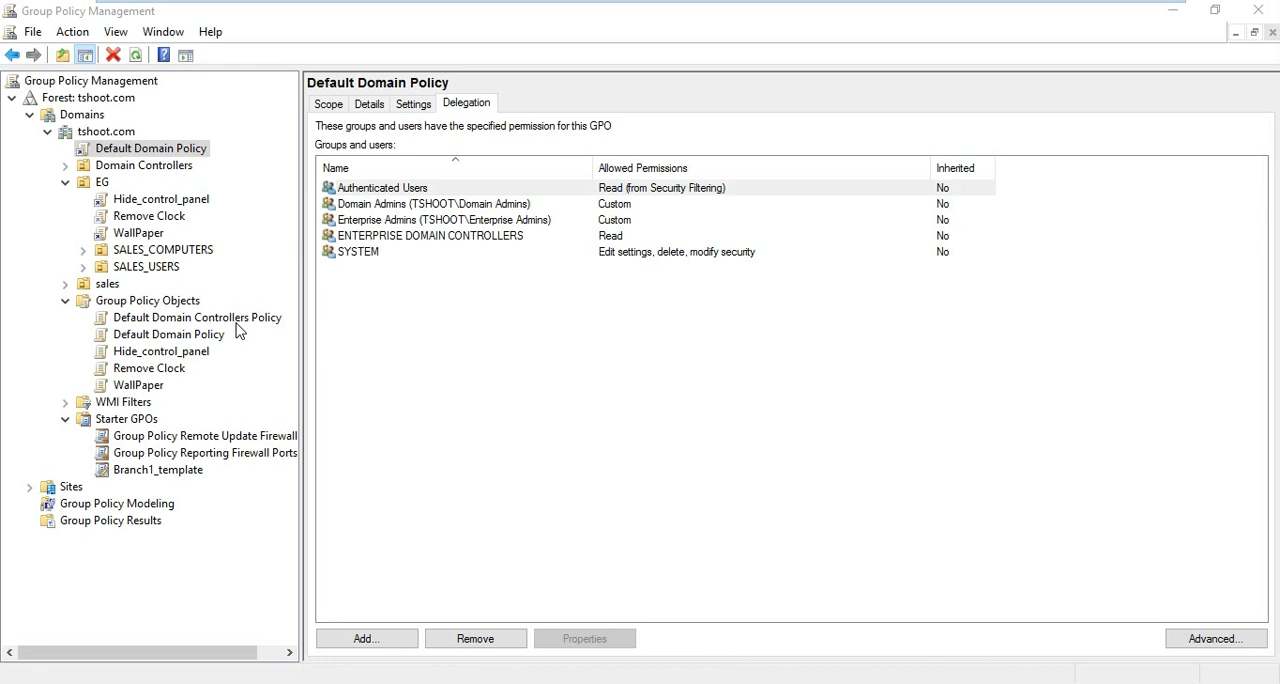 Group Policy Management
File Action View Window Help
Group Policy Management
Forest: tshoot.com
Domains
tshoot.com
Default Domain Policy
Domain Controllers
EG
Hide_control_panel
Remove Clock
WallPaper
SALES_COMPUTERS
SALES_USERS
sales
Group Policy Objects
Default Domain Controllers Policy
Default Domain Policy
Hide_control_panel
Remove Clock
WallPaper
WMI Filters
Starter GPOs
Group Policy Remote Update Firewall
Group Policy Reporting Firewall Ports
Branch1_template
Sites
Group Policy Modeling
Group Policy Results
Default Domain Policy
Scope Details Settings Delegation
These groups and users have the specified permission for this GPO
Groups and users:
Name Allowed Permissions Inherited
Authenticated Users Read (from Security Filtering) No
Domain Admins (TSHOOT\Domain Admins) Custom No
Enterprise Admins (TSHOOT\Enterprise Admins) Custom No
ENTERPRISE DOMAIN CONTROLLERS Read No
SYSTEM Edit settings, delete, modify security No
Add... Remove Properties Advanced...